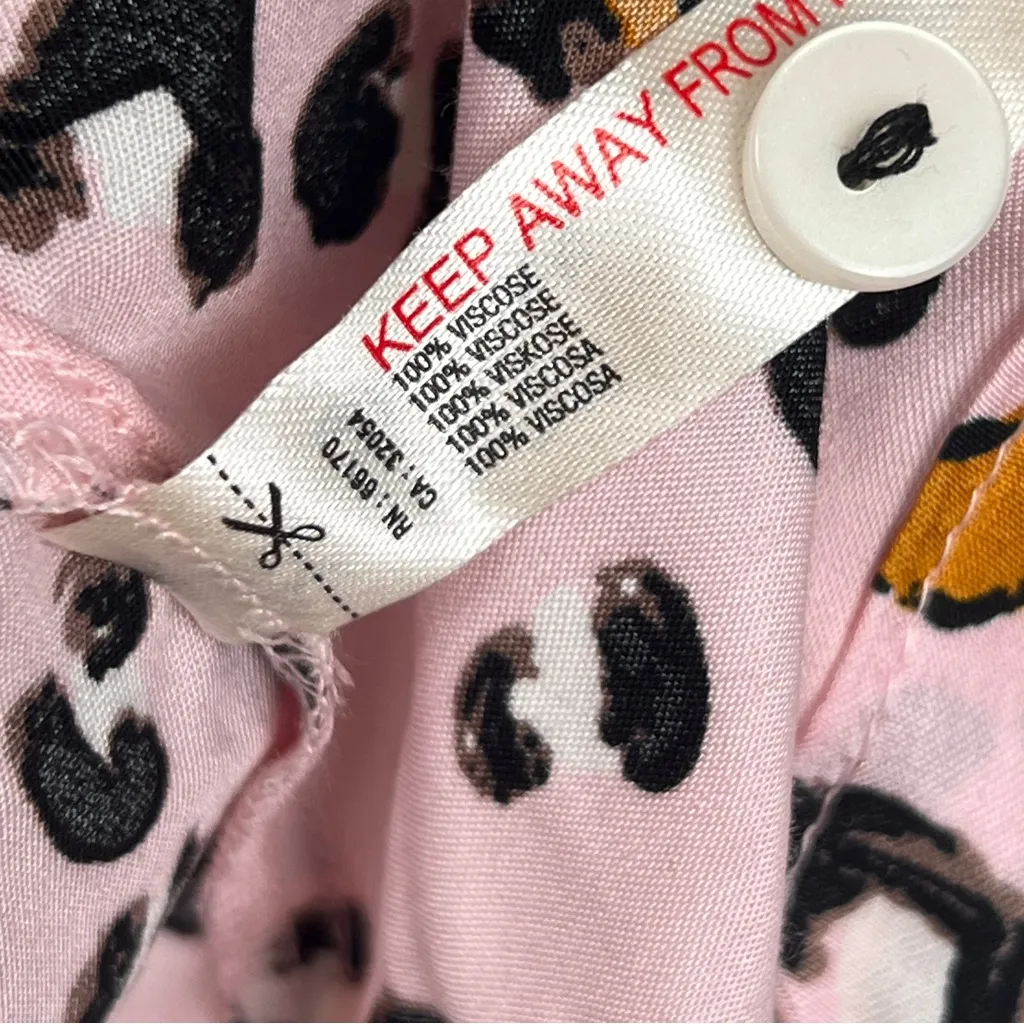 KEEP AWAY FROM
100% VISCOSE
100% VISCOSE
100% VISKOSE
100% VISCOSA
100% VISCOSA
RN : 66170
CA : 32054